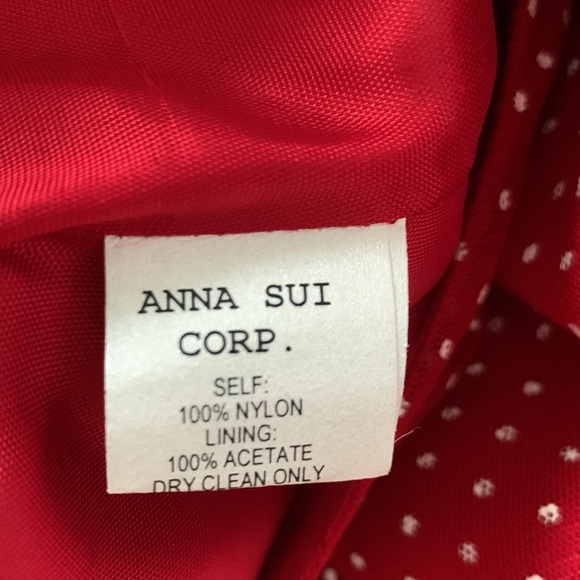 ANNA SUI
CORP.
SELF:
100% NYLON
LINING:
100% ACETATE
DRY CLEAN ONLY